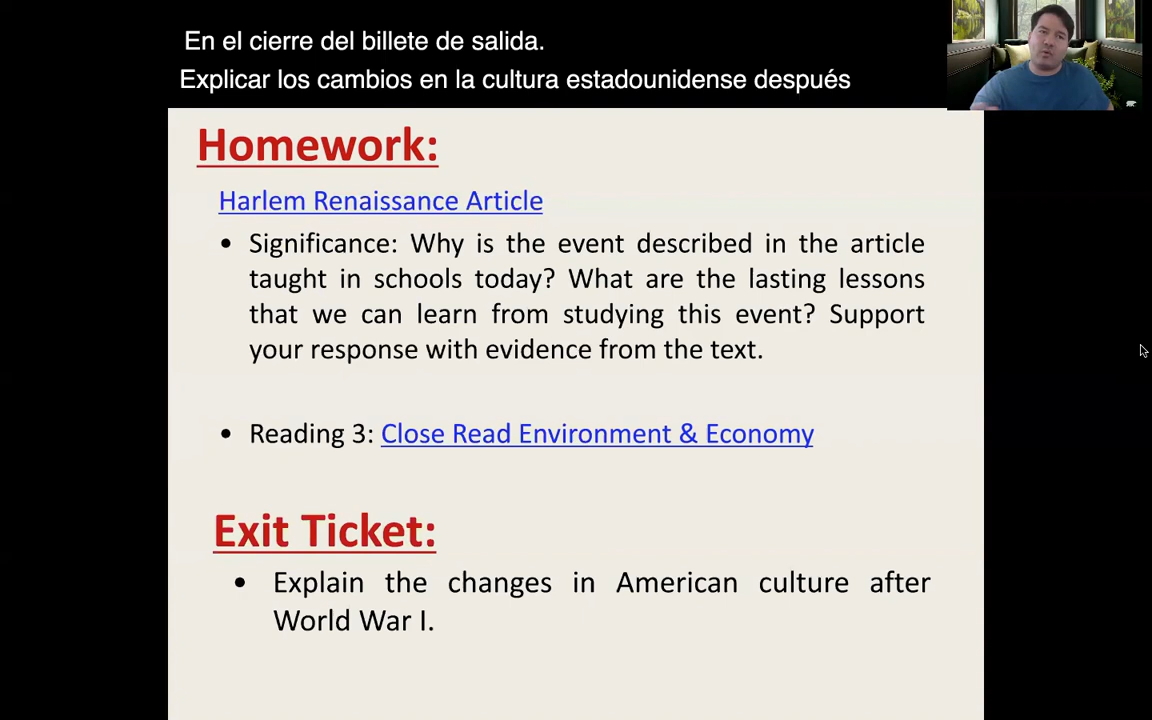 En el cierre del billete de salida.
Explicar los cambios en la cultura estadounidense después
Homework:
Harlem Renaissance Article
• Significance: Why is the event described in the article
taught in schools today? What are the lasting lessons
that we can learn from studying this event? Support
your response with evidence from the text.
• Reading 3: Close Read Environment & Economy
Exit Ticket:
• Explain the changes in American culture after
World War I.